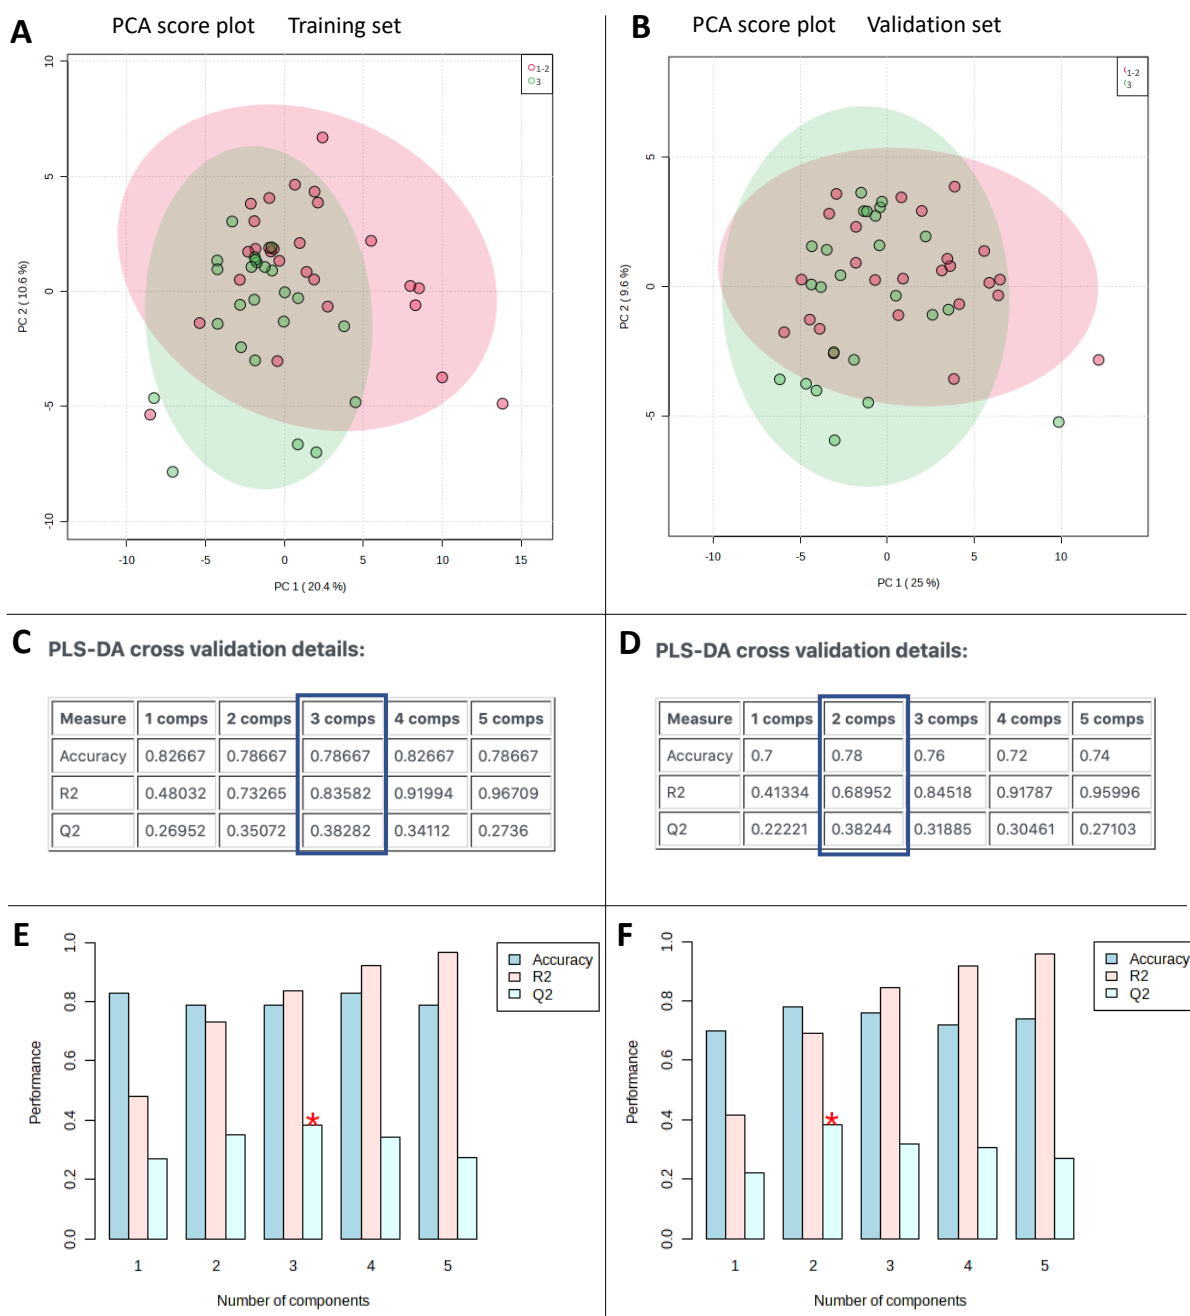 A
PCA score plot Training set
10
5
0
-5
-10
PC 2 ( 10.6 %)
-10 -5 0 5 10 15
PC 1 ( 20.4 %)
1-2
3
B
PCA score plot Validation set
5
0
-5
PC 2 ( 9.6 %)
-10 -5 0 5 10
PC 1 ( 25 %)
1-2
3
C
PLS-DA cross validation details:
Measure 1 comps 2 comps 3 comps 4 comps 5 comps
Accuracy 0.82667 0.78667 0.78667 0.82667 0.78667
R2 0.48032 0.73265 0.83582 0.91994 0.96709
Q2 0.26952 0.35072 0.38282 0.34112 0.2736
D
PLS-DA cross validation details:
Measure 1 comps 2 comps 3 comps 4 comps 5 comps
Accuracy 0.7 0.78 0.76 0.72 0.74
R2 0.41334 0.68952 0.84518 0.91787 0.95996
Q2 0.22221 0.38244 0.31885 0.30461 0.27103
E
1.0
0.8
0.6
0.4
0.2
0.0
Performance
*
Accuracy
R2
Q2
1 2 3 4 5
Number of components
F
1.0
0.8
0.6
0.4
0.2
0.0
Performance
*
Accuracy
R2
Q2
1 2 3 4 5
Number of components